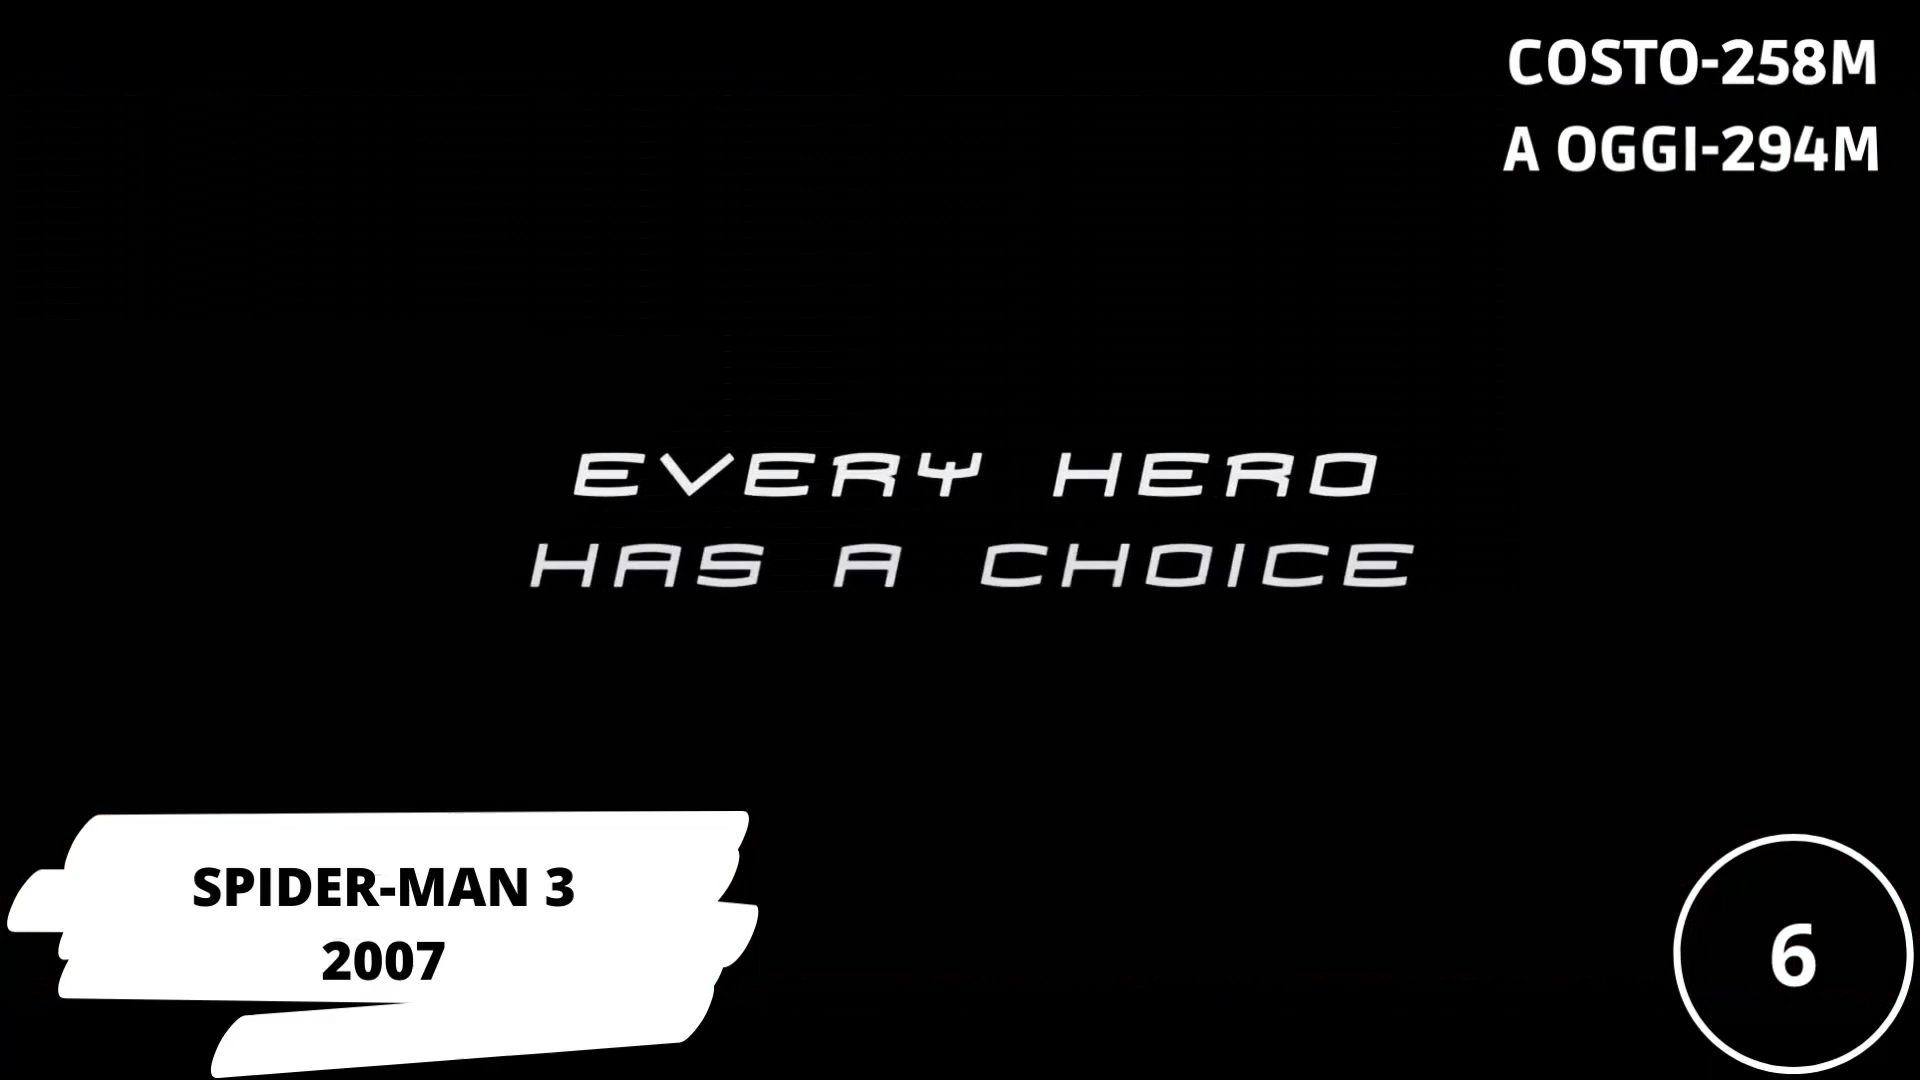 COSTO-258M
A OGGI-294M
EVERY HERO
HAS A CHOICE
SPIDER-MAN 3
2007
6